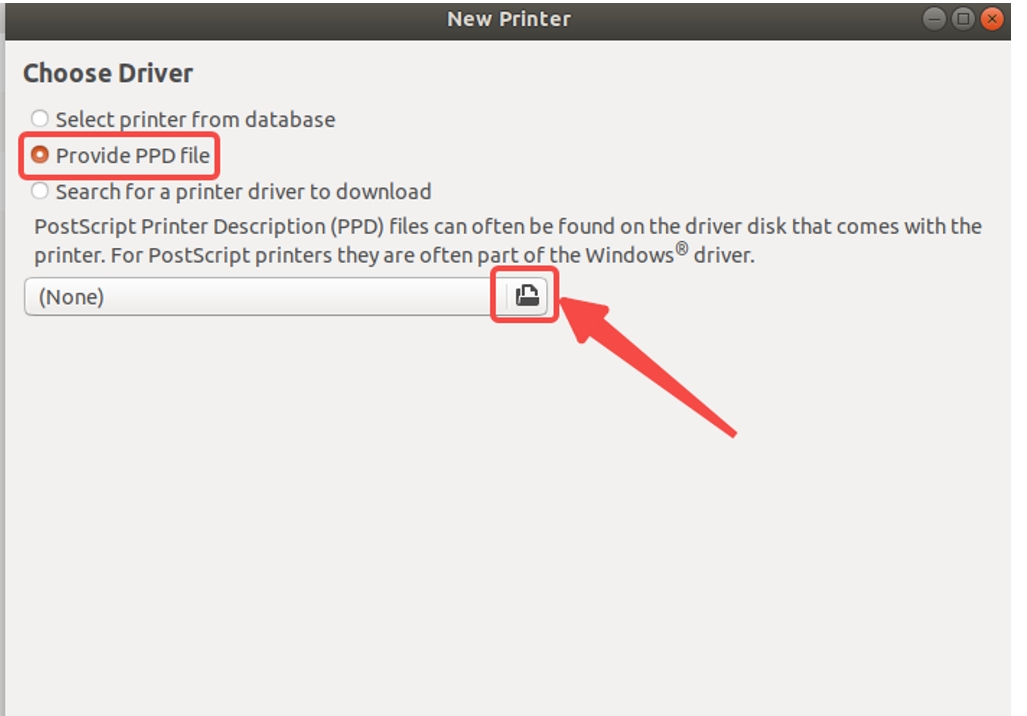 New Printer
Choose Driver
Select printer from database
Provide PPD file
Search for a printer driver to download
PostScript Printer Description (PPD) files can often be found on the driver disk that comes with the
printer. For PostScript printers they are often part of the Windows® driver.
(None)